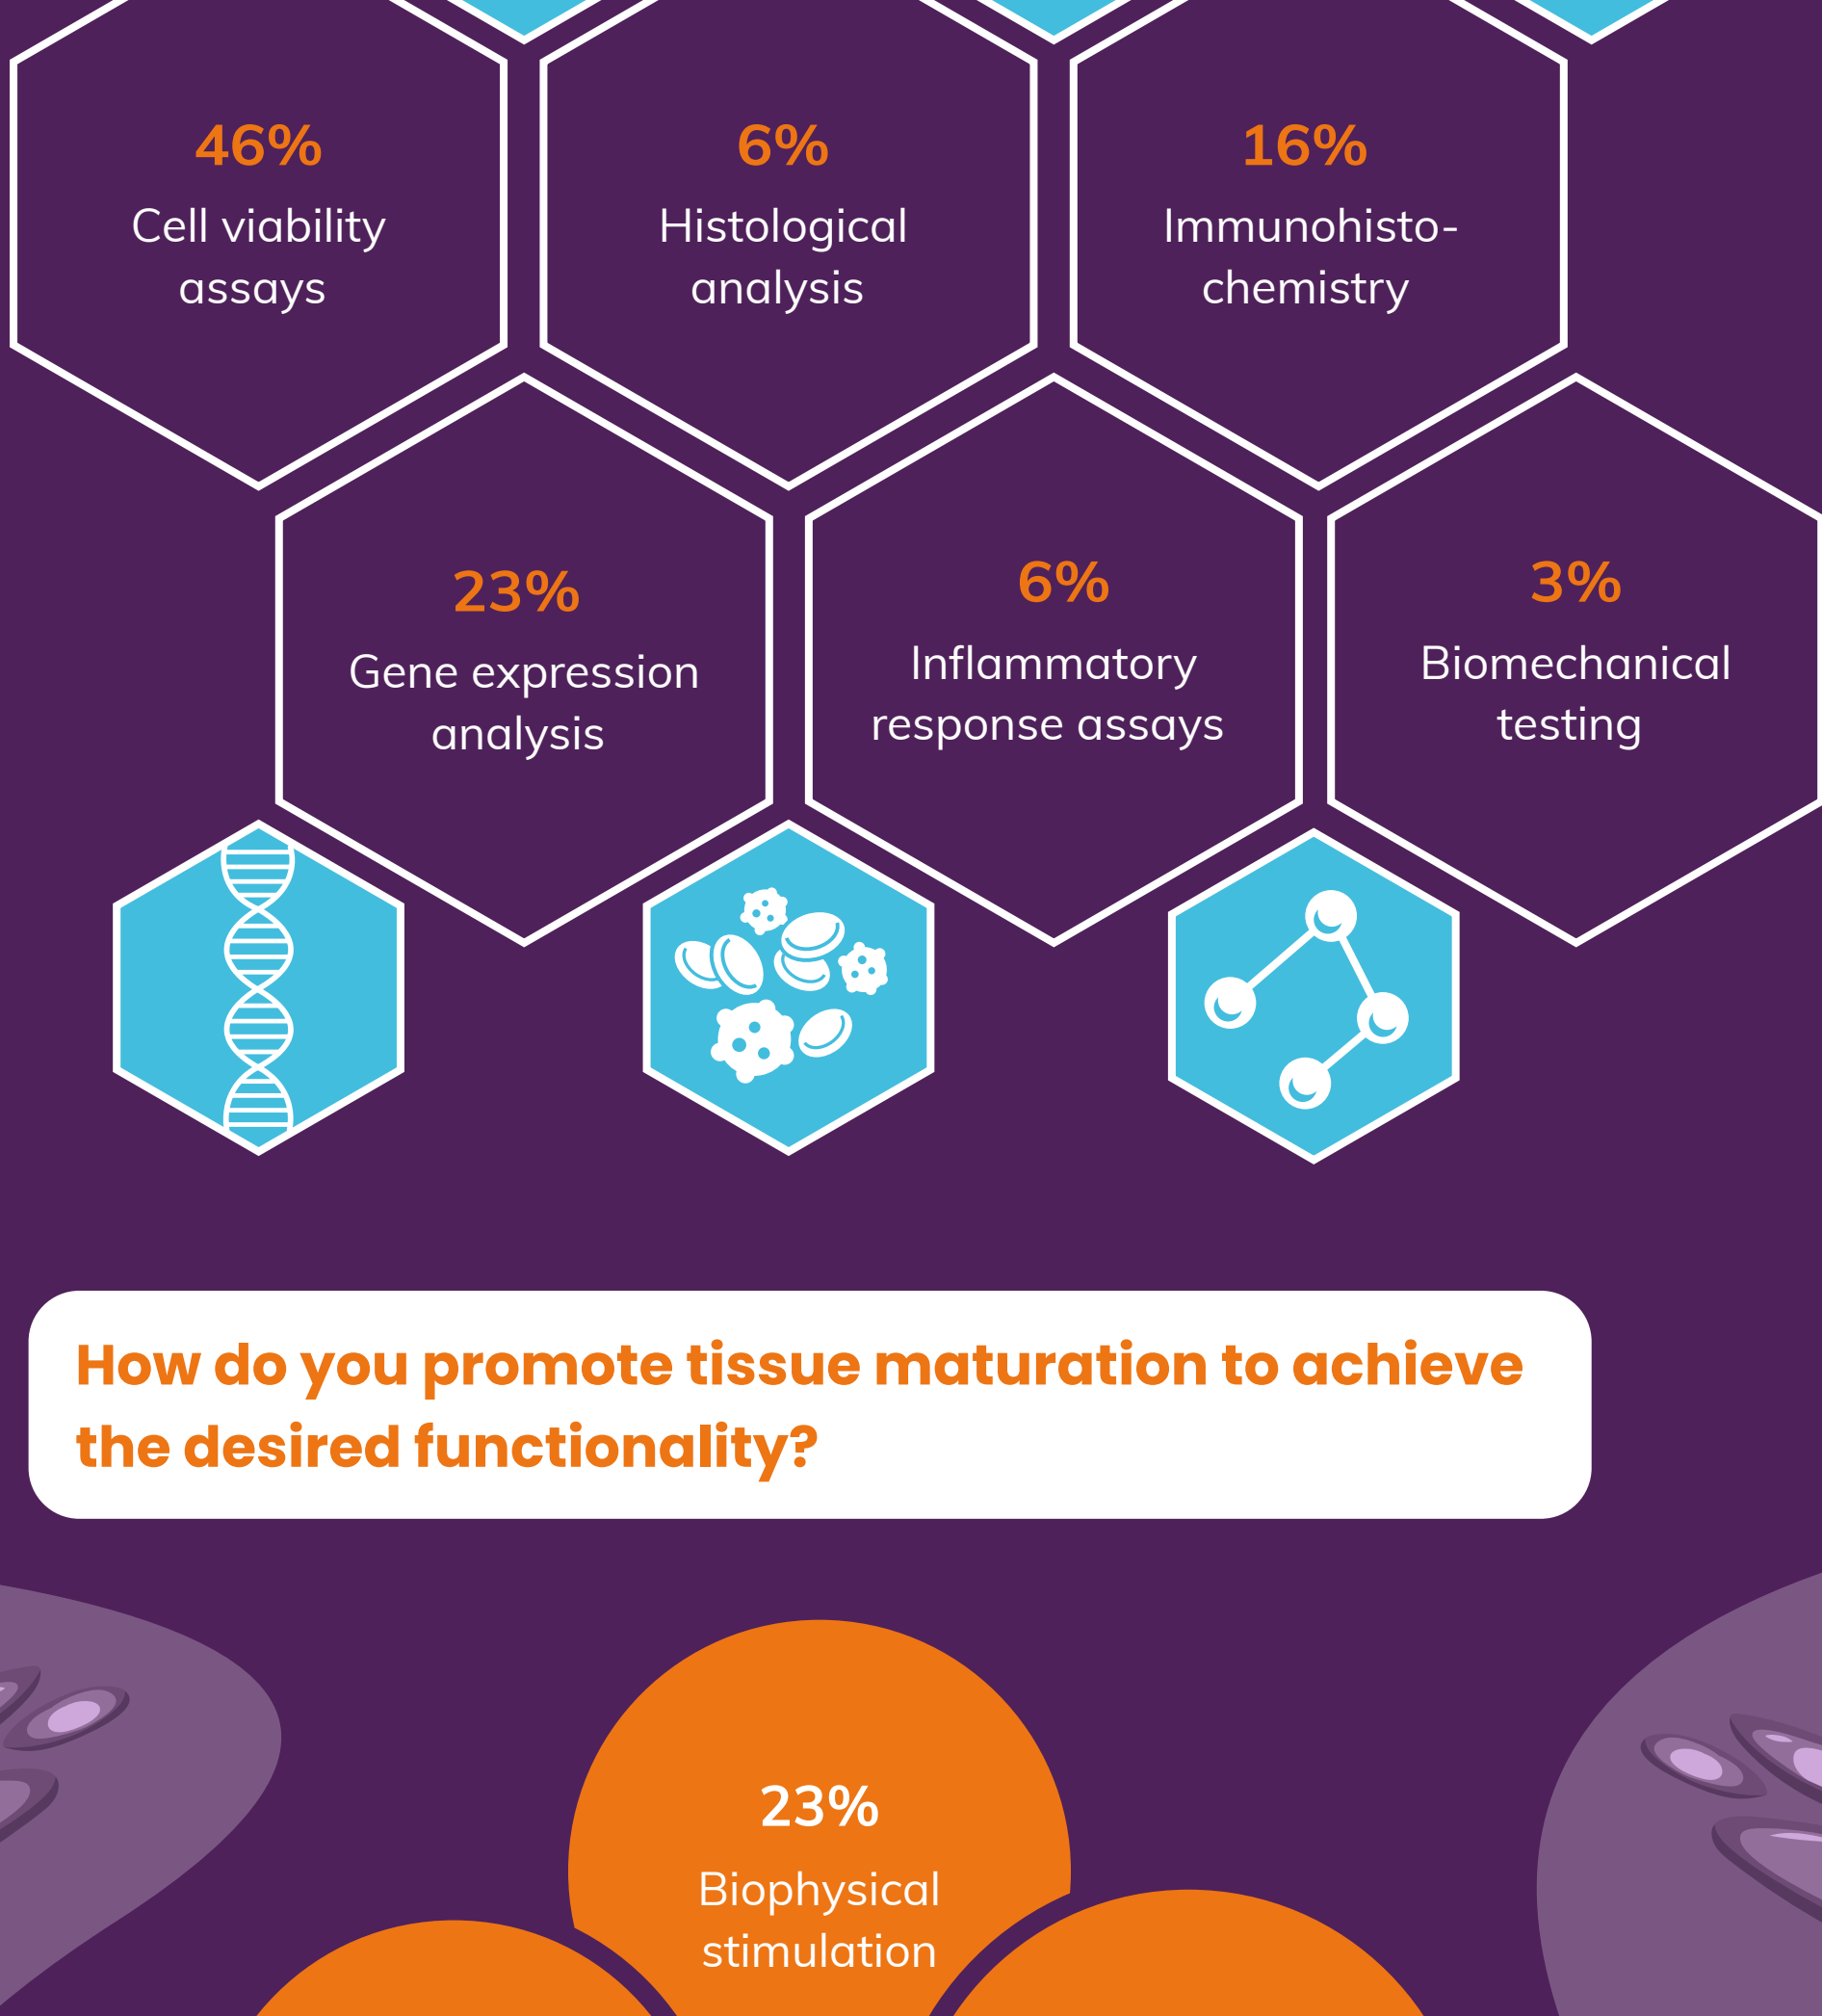 46%
Cell viability
assays
6%
Histological
analysis
16%
Immunohisto-
chemistry
23%
Gene expression
analysis
6%
Inflammatory
response assays
3%
Biomechanical
testing
How do you promote tissue maturation to achieve
the desired functionality?
23%
Biophysical
stimulation